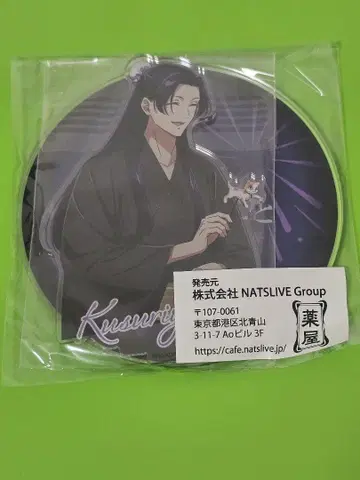 Kusuri
発売元
株式会社 NATSLIVE Group
〒107-0061
東京都港区北青山
3-11-7 Aoビル 3F
https://cafe.natslive.jp/
薬屋